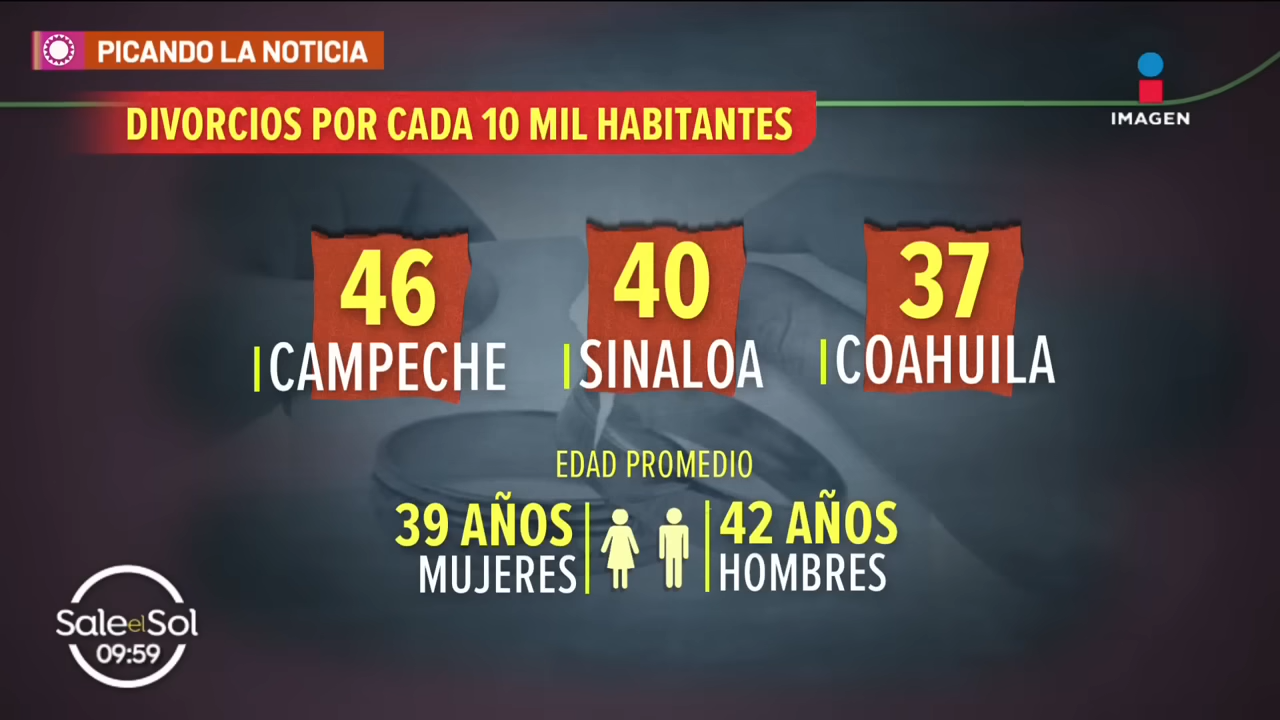 PICANDO LA NOTICIA
IMAGEN
DIVORCIOS POR CADA 10 MIL HABITANTES
46
CAMPECHE
40
SINALOA
37
COAHUILA
EDAD PROMEDIO
39 AÑOS
MUJERES
42 AÑOS
HOMBRES
Sale el Sol
09:59